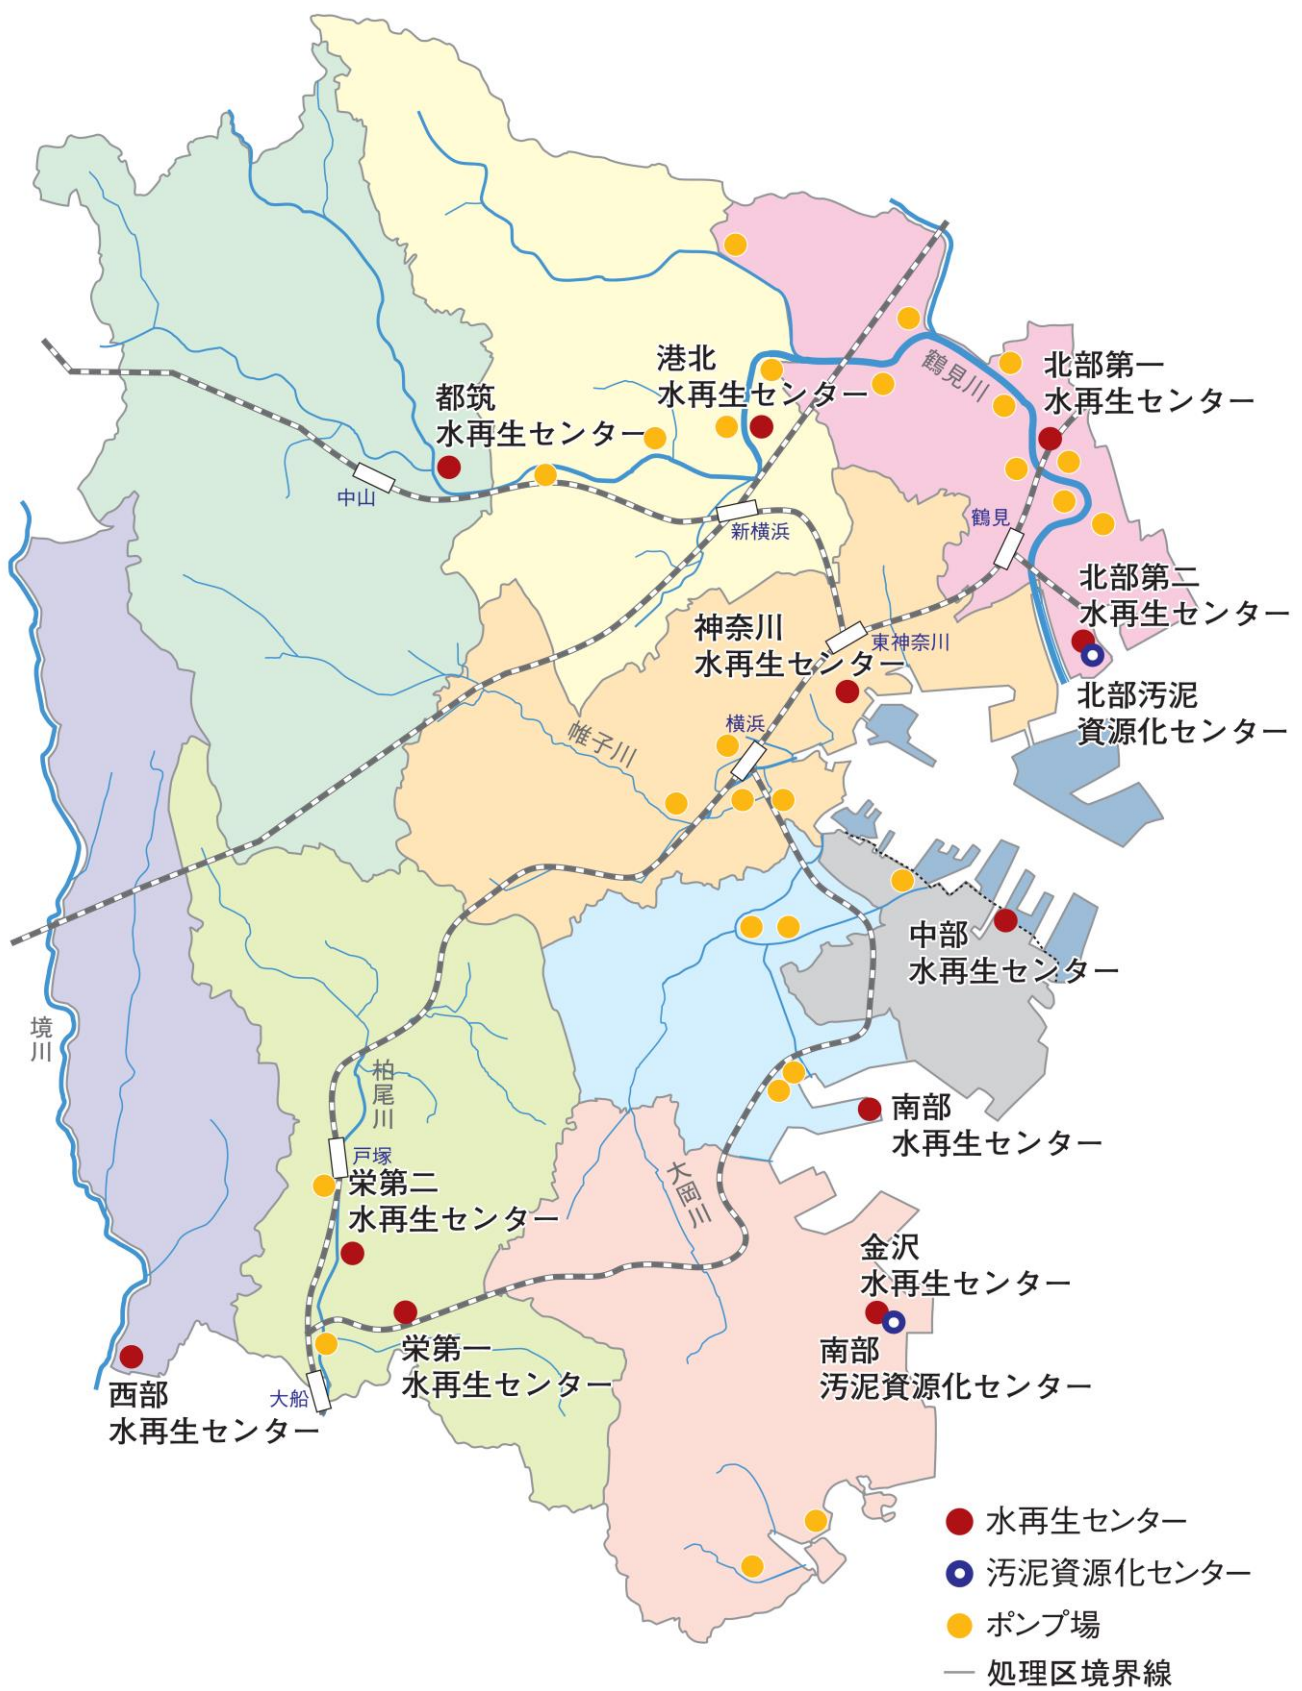 港北
水再生センター
都筑
水再生センター
北部第一
水再生センター
鶴見川
中山
新横浜
鶴見
北部第二
水再生センター
神奈川
水再生センター
東神奈川
北部汚泥
資源化センター
横浜
帷子川
中部
水再生センター
境川
柏尾川
南部
水再生センター
戸塚
栄第二
水再生センター
大岡川
金沢
水再生センター
栄第一
水再生センター
南部
汚泥資源化センター
西部
水再生センター
大船
水再生センター
汚泥資源化センター
ポンプ場
処理区境界線